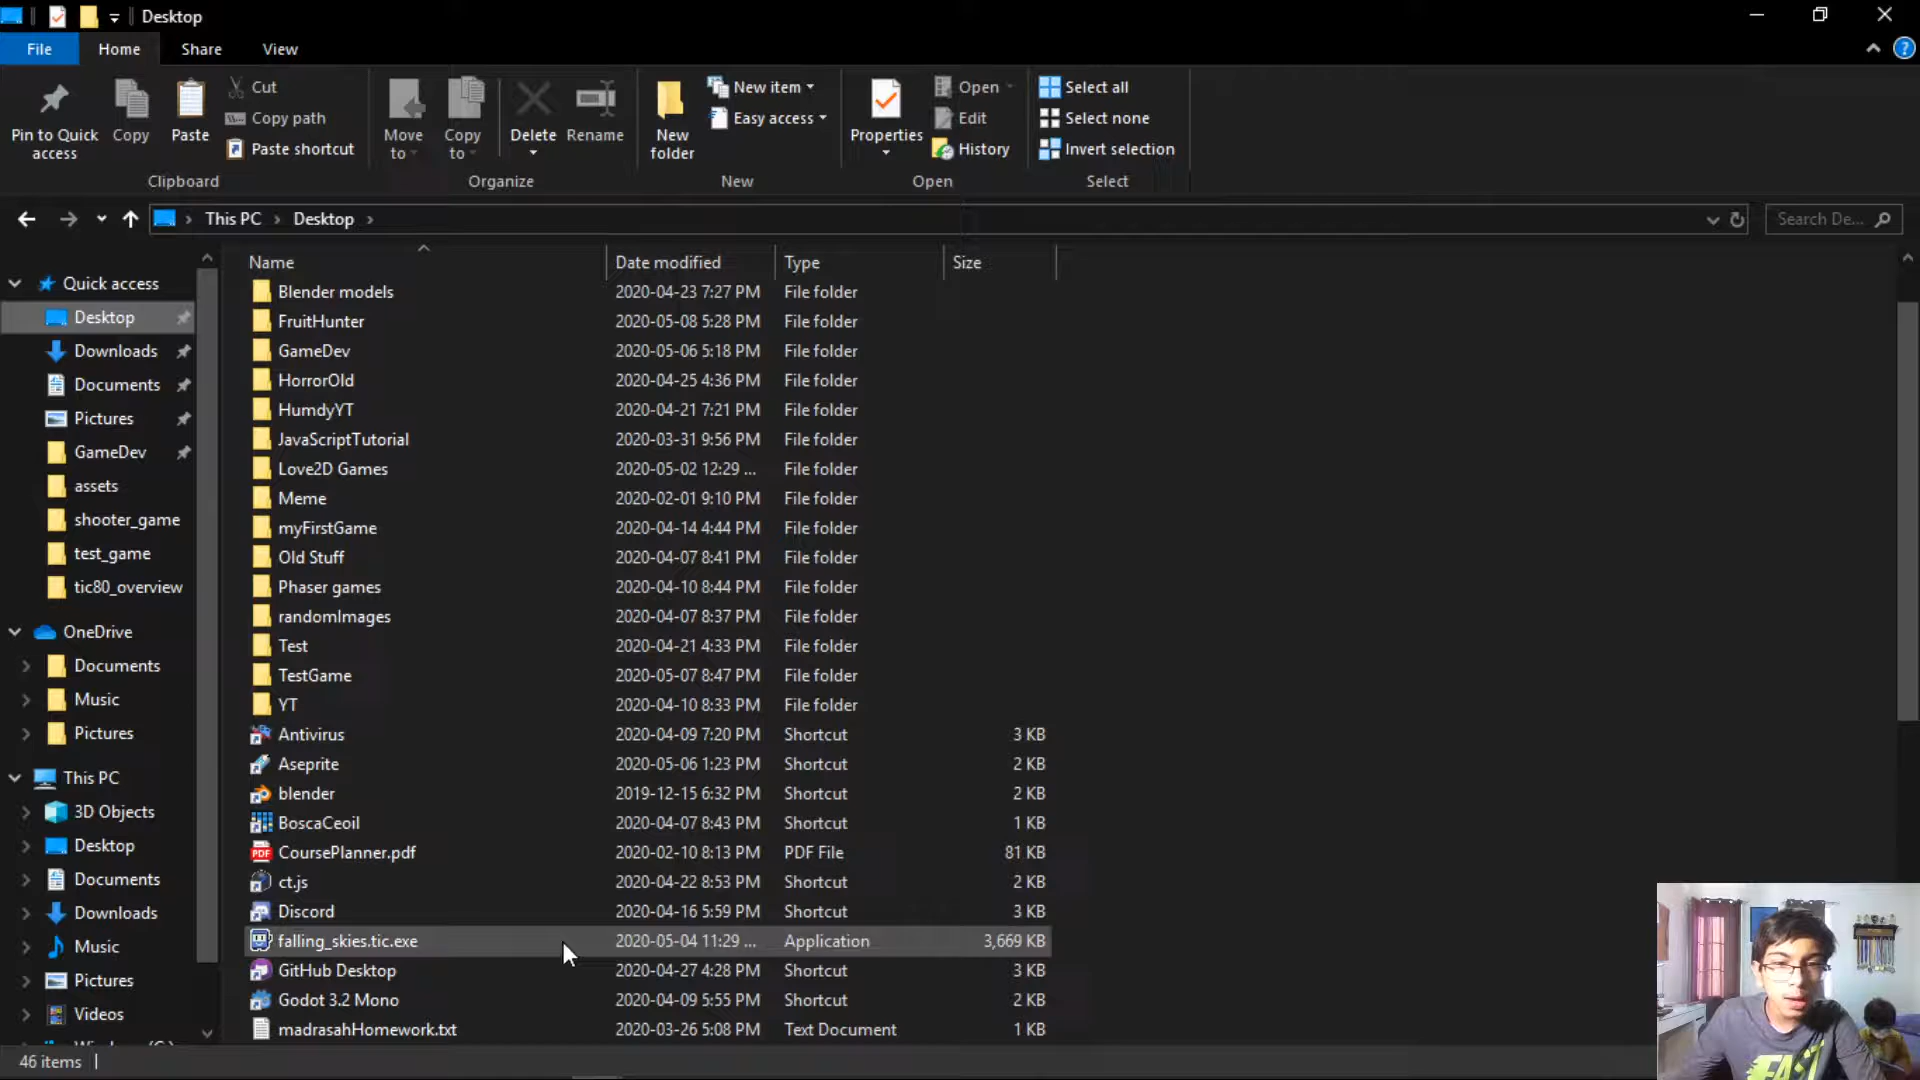 Desktop
File Home Share View
Pin to Quick access
Copy
Paste
Cut
Copy path
Paste shortcut
Clipboard
Move to
Copy to
Delete
Rename
Organize
New folder
New item
Easy access
New
Properties
Open
Edit
History
Open
Select all
Select none
Invert selection
Select
This PC Desktop
Search De...
Quick access
Desktop
Downloads
Documents
Pictures
GameDev
assets
shooter_game
test_game
tic80_overview
OneDrive
Documents
Music
Pictures
This PC
3D Objects
Desktop
Documents
Downloads
Music
Pictures
Videos
Name Date modified Type Size
Blender models 2020-04-23 7:27 PM File folder
FruitHunter 2020-05-08 5:28 PM File folder
GameDev 2020-05-06 5:18 PM File folder
HorrorOld 2020-04-25 4:36 PM File folder
HumdyYT 2020-04-21 7:21 PM File folder
JavaScriptTutorial 2020-03-31 9:56 PM File folder
Love2D Games 2020-05-02 12:29 ... File folder
Meme 2020-02-01 9:10 PM File folder
myFirstGame 2020-04-14 4:44 PM File folder
Old Stuff 2020-04-07 8:41 PM File folder
Phaser games 2020-04-10 8:44 PM File folder
randomImages 2020-04-07 8:37 PM File folder
Test 2020-04-21 4:33 PM File folder
TestGame 2020-05-07 8:47 PM File folder
YT 2020-04-10 8:33 PM File folder
Antivirus 2020-04-09 7:20 PM Shortcut 3 KB
Aseprite 2020-05-06 1:23 PM Shortcut 2 KB
blender 2019-12-15 6:32 PM Shortcut 2 KB
BoscaCeoil 2020-04-07 8:43 PM Shortcut 1 KB
CoursePlanner.pdf 2020-02-10 8:13 PM PDF File 81 KB
ct.js 2020-04-22 8:53 PM Shortcut 2 KB
Discord 2020-04-16 5:59 PM Shortcut 3 KB
falling_skies.tic.exe 2020-05-04 11:29 ... Application 3,669 KB
GitHub Desktop 2020-04-27 4:28 PM Shortcut 3 KB
Godot 3.2 Mono 2020-04-09 5:55 PM Shortcut 2 KB
madrasahHomework.txt 2020-03-26 5:08 PM Text Document 1 KB
46 items